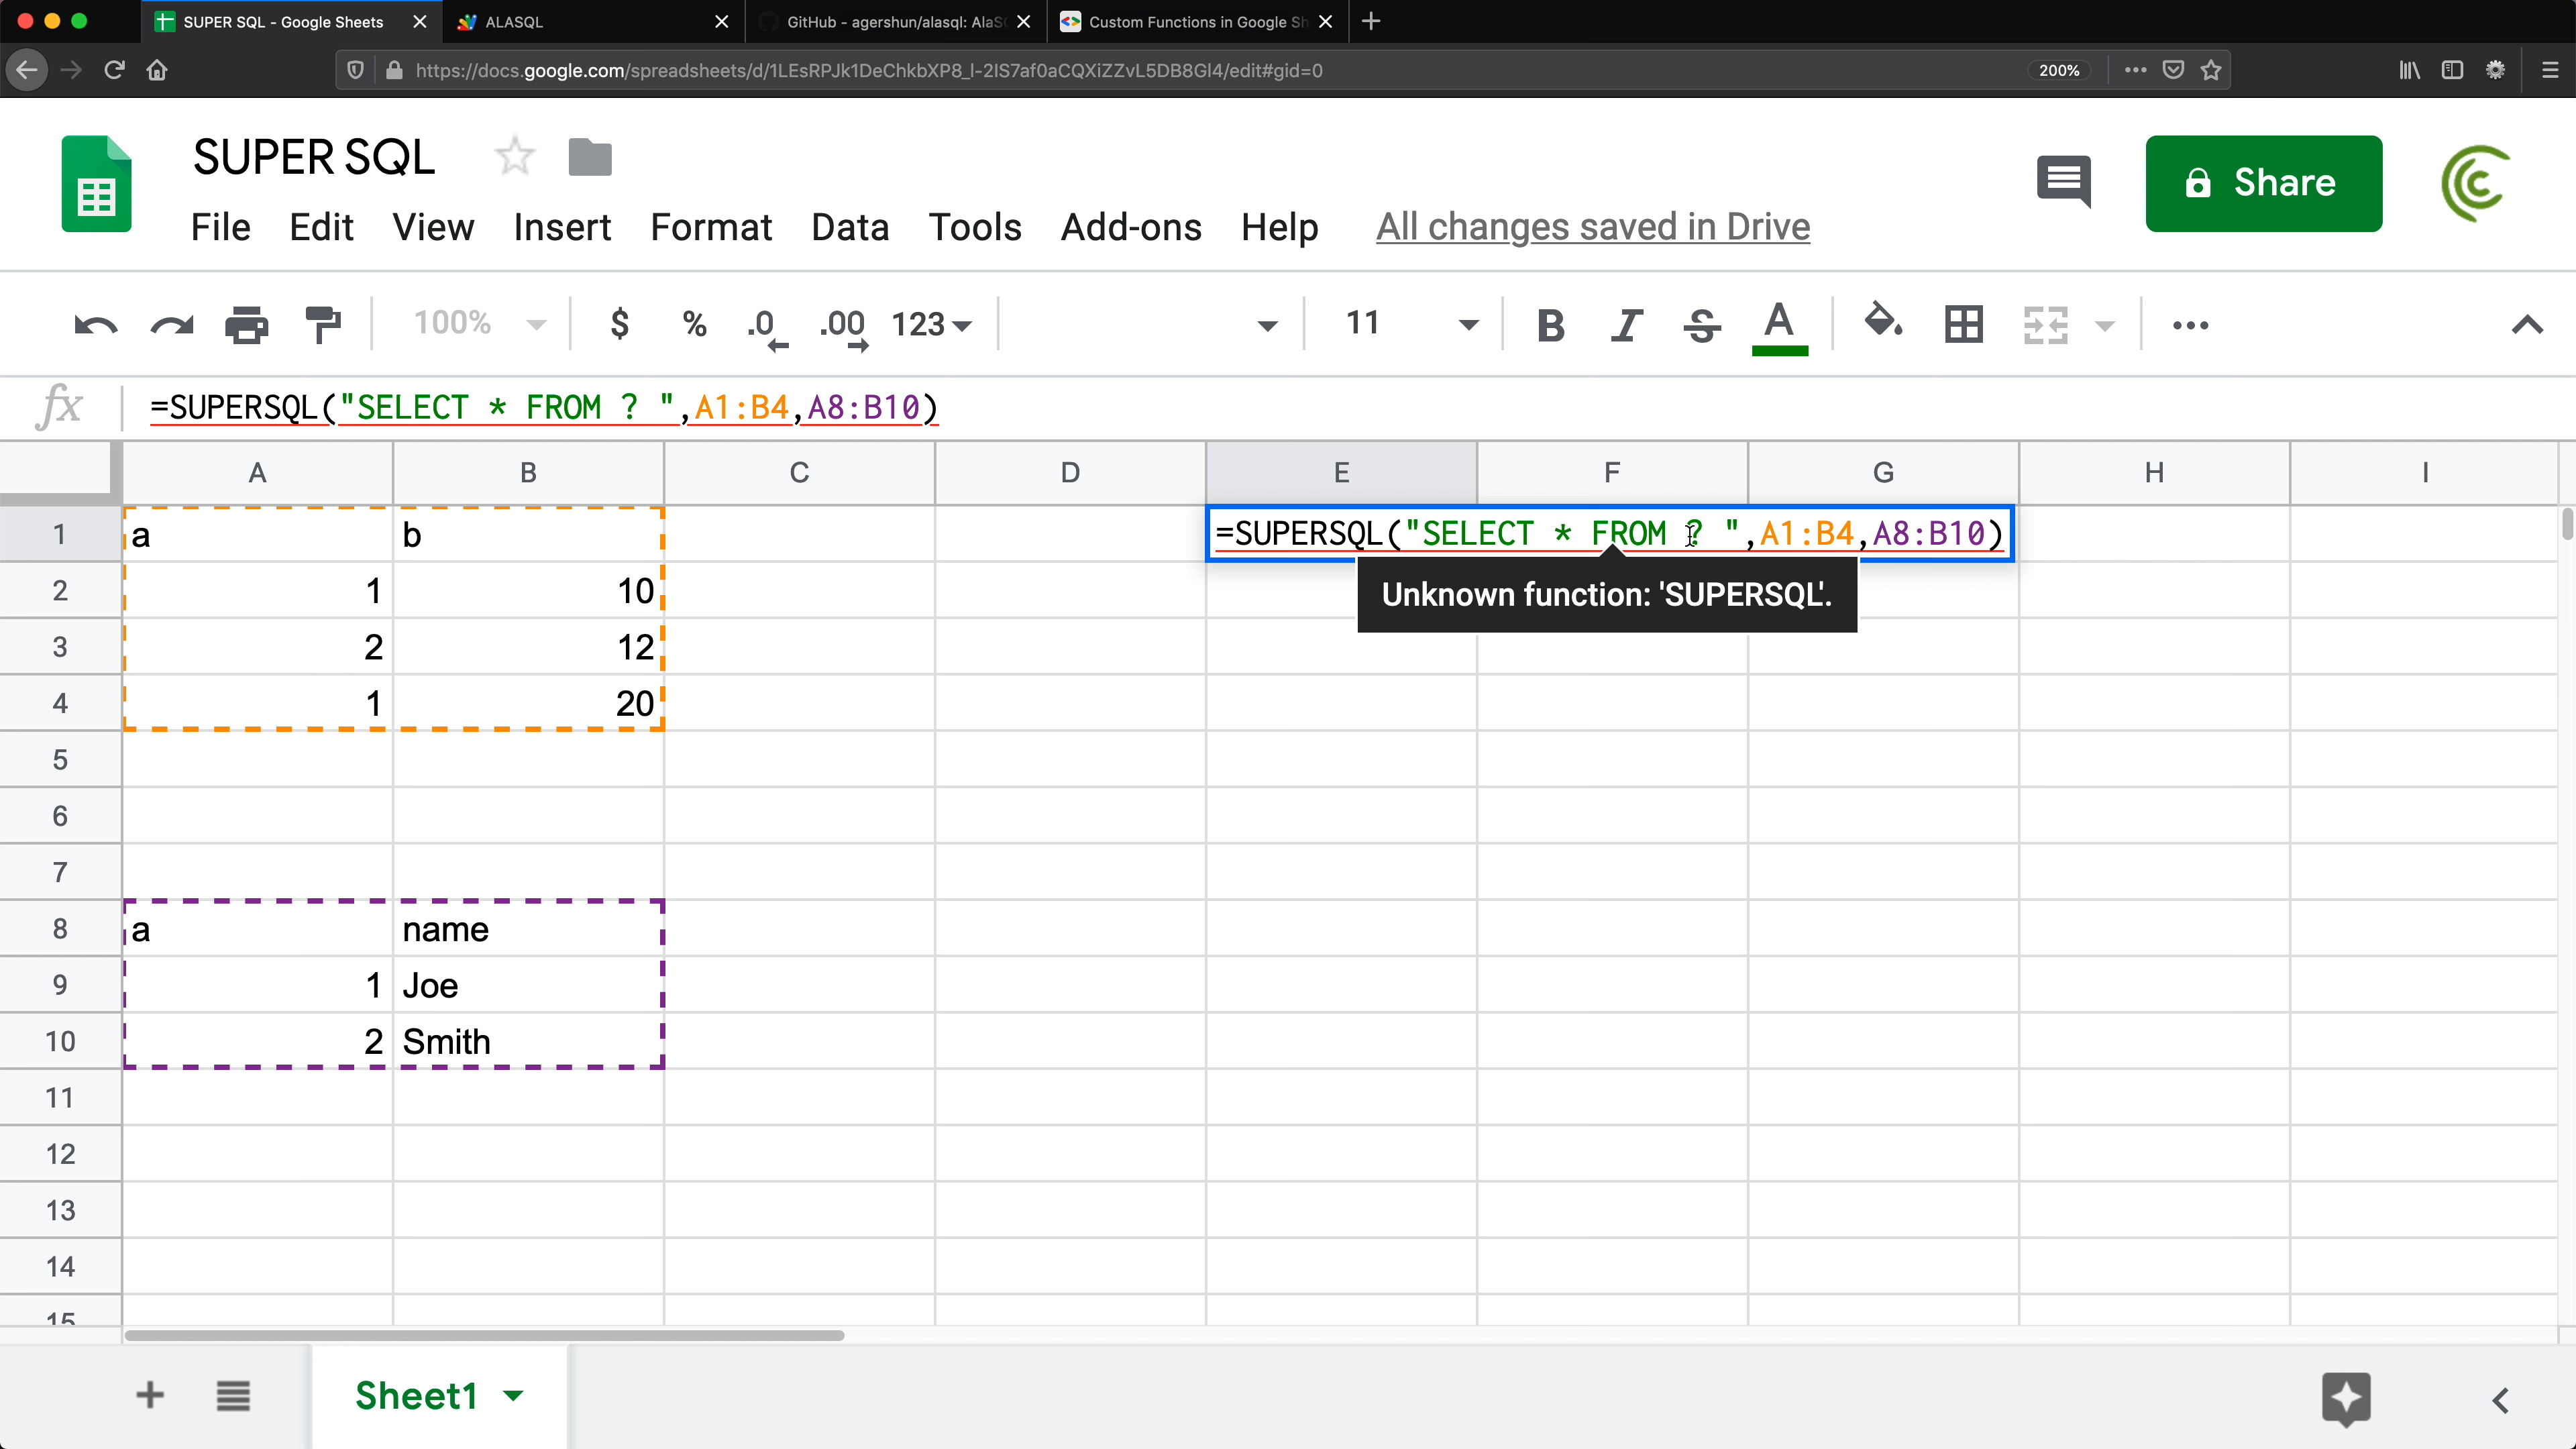 SUPER SQL - Google Sheets
ALASQL
GitHub - agershun/alasql: AlaS
Custom Functions in Google Sh
https://docs.google.com/spreadsheets/d/1LEsRPJk1DeChkbXP8_I-2IS7af0aCQXiZZvL5DB8Gl4/edit#gid=0
200%
SUPER SQL
File Edit View Insert Format Data Tools Add-ons Help All changes saved in Drive
Share
100% $ % .0 .00 123 11 B I S A
fx =SUPERSQL("SELECT * FROM ? ",A1:B4,A8:B10)
A B C D E F G H I
1 a b =SUPERSQL("SELECT * FROM ? ",A1:B4,A8:B10)
Unknown function: 'SUPERSQL'.
2 1 10
3 2 12
4 1 20
5
6
7
8 a name
9 1 Joe
10 2 Smith
11
12
13
14
15
Sheet1